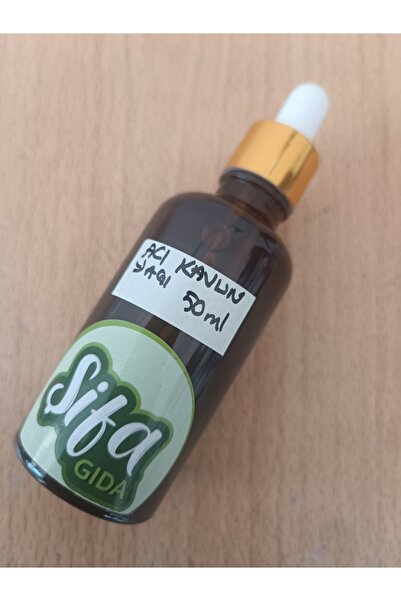 ACI KAVUN
YAĞI 50ml
Şifa
GIDA